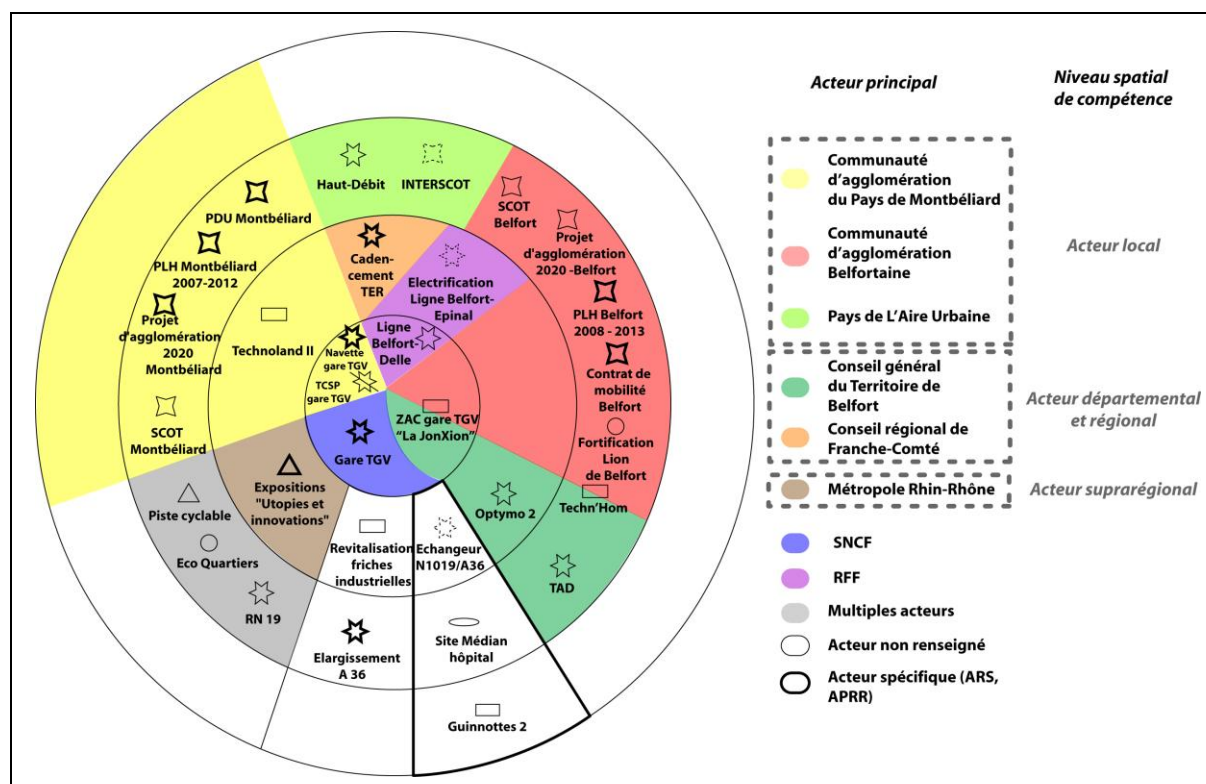 Haut-Débit
INTERSCOT
PDU Montbéliard
PLH Montbéliard
2007-2012
Projet
d'agglomération
2020
Montbéliard
SCOT
Montbéliard
SCOT
Belfort
Projet
d'agglomération
2020 -Belfort
PLH Belfort
2008 - 2013
Contrat de
mobilité
Belfort
Fortification
Lion
de Belfort
Techn'Hom
Caden-
cement
TER
Electrification
Ligne Belfort-
Epinal
Technoland II
Navette
gare TGV
TCSP
gare TGV
Ligne
Belfort-
Delle
ZAC gare TGV
"La JonXion"
Gare TGV
Expositions
"Utopies et
innovations"
Piste cyclable
Eco Quartiers
RN 19
Revitalisation
friches
industrielles
Echangeur
N1019/A36
Optymo 2
TAD
Elargissement
A 36
Site Médian
hôpital
Guinnottes 2
Acteur principal
Niveau spatial
de compétence
Communauté
d'agglomération
du Pays de Montbéliard
Communauté
d'agglomération
Belfortaine
Pays de L'Aire Urbaine
Acteur local
Conseil général
du Territoire de
Belfort
Conseil régional de
Franche-Comté
Acteur départemental
et régional
Métropole Rhin-Rhône
Acteur suprarégional
SNCF
RFF
Multiples acteurs
Acteur non renseigné
Acteur spécifique (ARS,
APRR)